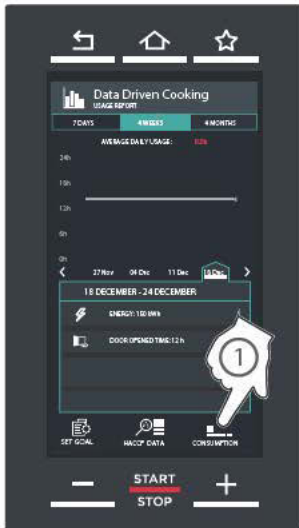 Data Driven Cooking
USAGE REPORT
7 DAYS 4 WEEKS 4 MONTHS
AVERAGE DAILY USAGE:
24h
18h
12h
6h
0h
< 27 Nov 04 Dec 11 Dec 18 Dec >
18 DECEMBER - 24 DECEMBER
ENERGY: 150 kWh
DOOR OPENED TIME: 12 h
1
SET GOAL HACCP DATA CONSUMPTION
START
STOP